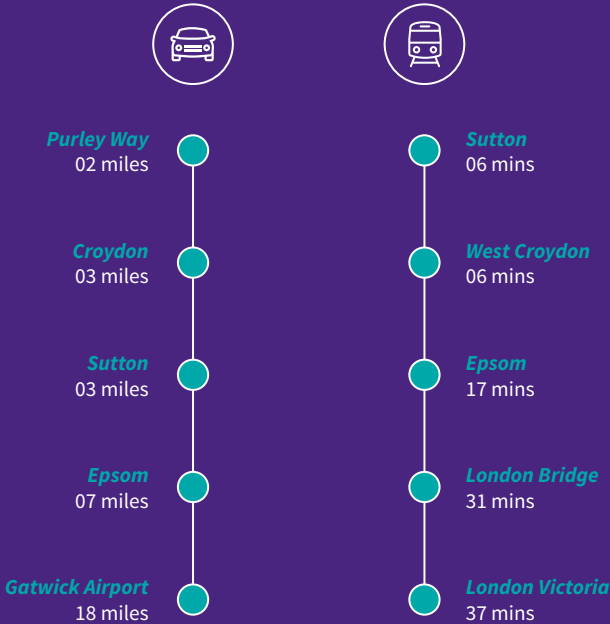 Purley Way
02 miles
Croydon
03 miles
Sutton
03 miles
Epsom
07 miles
Gatwick Airport
18 miles
Sutton
06 mins
West Croydon
06 mins
Epsom
17 mins
London Bridge
31 mins
London Victoria
37 mins